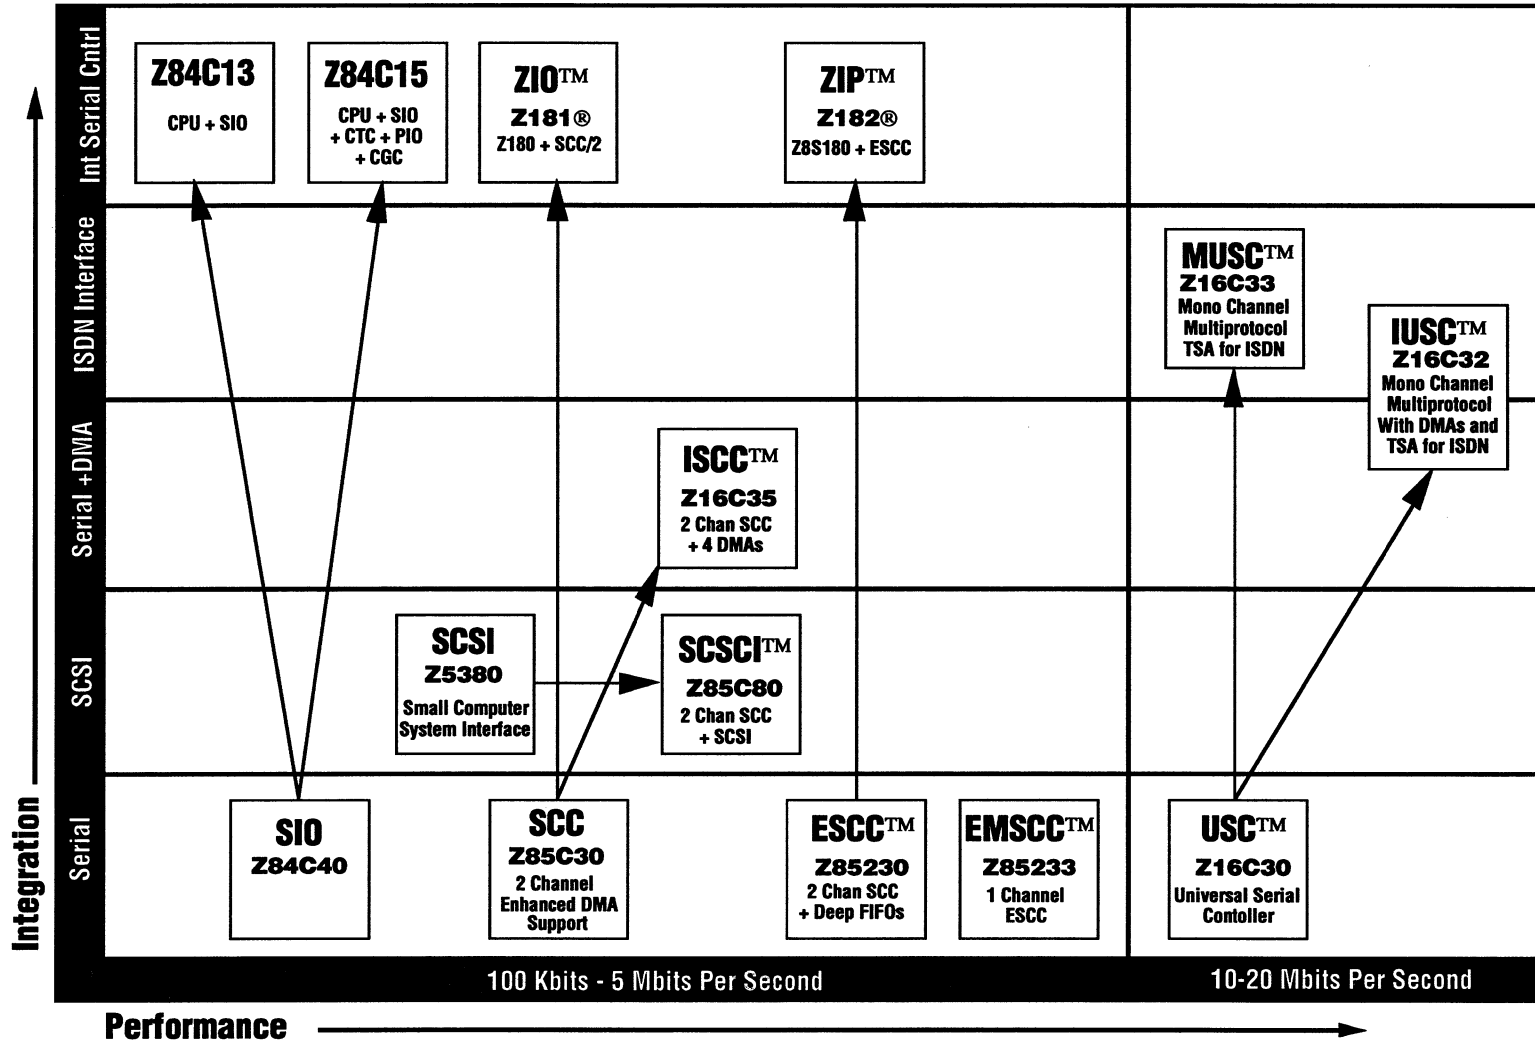 Int Serial Cntrl
Z84C13
CPU + SIO
Z84C15
CPU + SIO
+ CTC + PIO
+ CGC
ZIO™
Z181®
Z180 + SCC/2
ZIP™
Z182®
Z8S180 + ESCC
ISDN Interface
MUSC™
Z16C33
Mono Channel
Multiprotocol
TSA for ISDN
IUSC™
Z16C32
Mono Channel
Multiprotocol
With DMAs and
TSA for ISDN
Serial +DMA
ISCC™
Z16C35
2 Chan SCC
+ 4 DMAs
SCSI
SCSI
Z5380
Small Computer
System Interface
SCSCI™
Z85C80
2 Chan SCC
+ SCSI
Serial
SIO
Z84C40
SCC
Z85C30
2 Channel
Enhanced DMA
Support
ESCC™
Z85230
2 Chan SCC
+ Deep FIFOs
EMSCC™
Z85233
1 Channel
ESCC
USC™
Z16C30
Universal Serial
Contoller
Integration
100 Kbits - 5 Mbits Per Second
10-20 Mbits Per Second
Performance